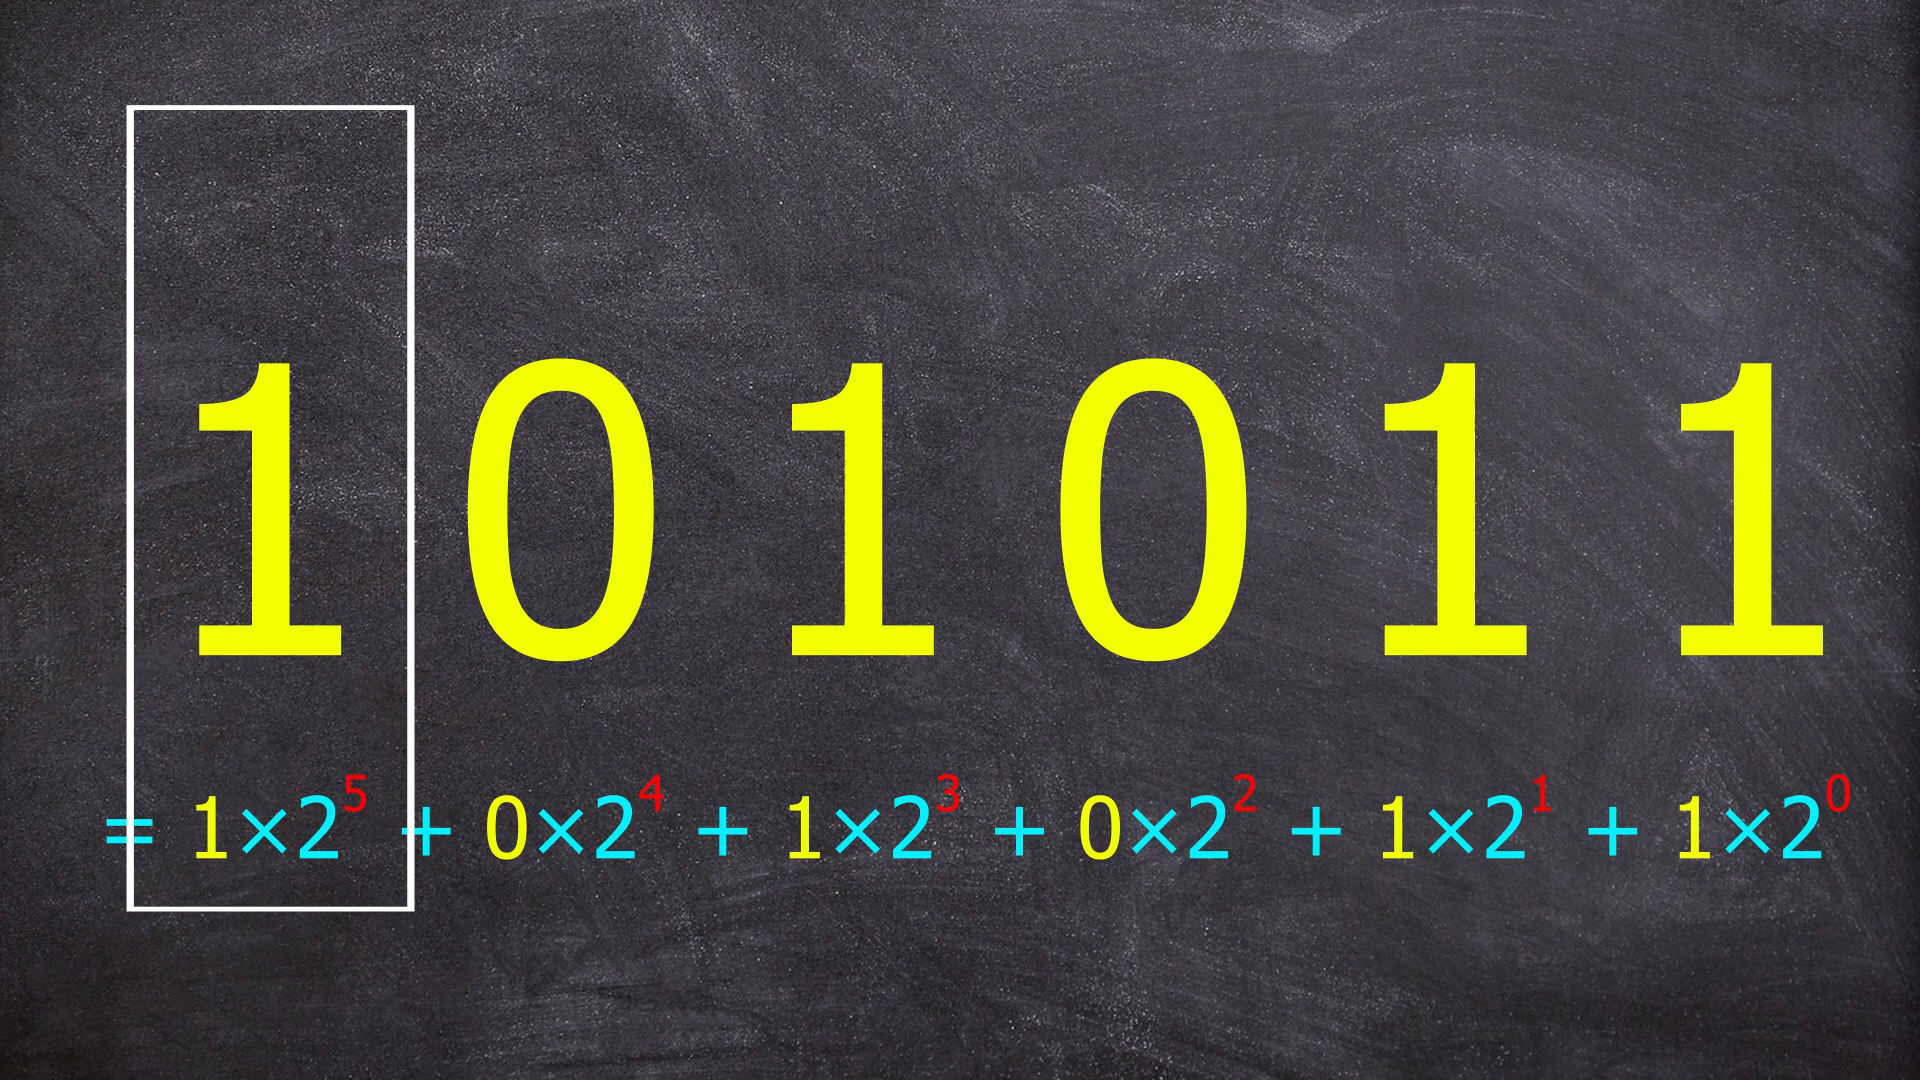 1 0 1 0 1 1
= 1×2⁵ + 0×2⁴ + 1×2³ + 0×2² + 1×2¹ + 1×2⁰